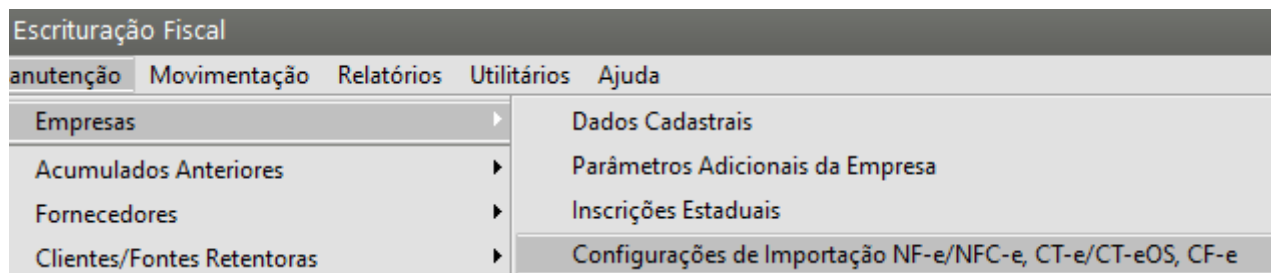 Escrituração Fiscal
anutenção Movimentação Relatórios Utilitários Ajuda
Empresas
Acumulados Anteriores
Fornecedores
Clientes/Fontes Retentoras
Dados Cadastrais
Parâmetros Adicionais da Empresa
Inscrições Estaduais
Configurações de Importação NF-e/NFC-e, CT-e/CT-eOS, CF-e